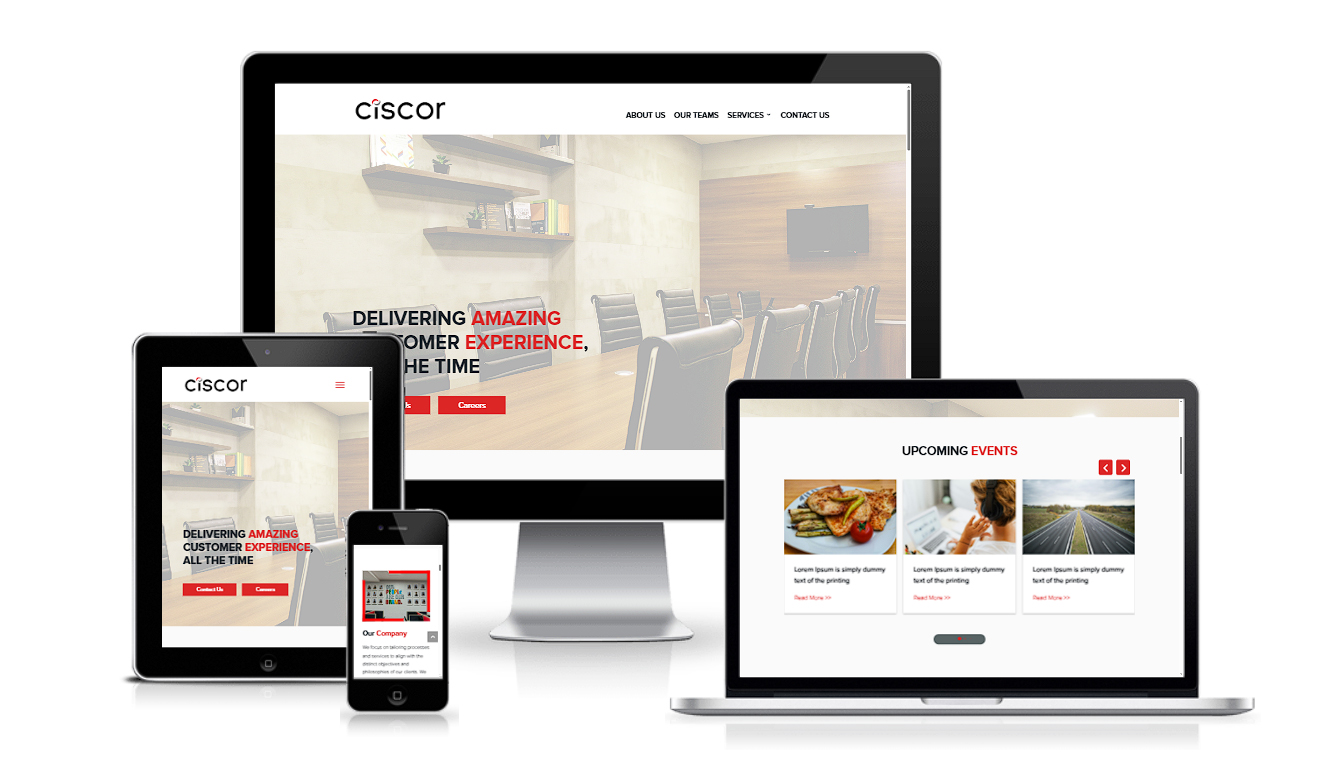 ciscor
ABOUT US OUR TEAMS SERVICES CONTACT US
DELIVERING AMAZING
OMER EXPERIENCE,
HE TIME
Us Careers
ciscor
DELIVERING AMAZING
CUSTOMER EXPERIENCE,
ALL THE TIME
Contact Us Careers
Our Company
We focus on tailoring processes
and services to align with the
distinct objectives and
philosophies of our clients. We
UPCOMING EVENTS
Lorem Ipsum is simply dummy
text of the printing
Read More >>
Lorem Ipsum is simply dummy
text of the printing
Read More >>
Lorem Ipsum is simply dummy
text of the printing
Read More >>